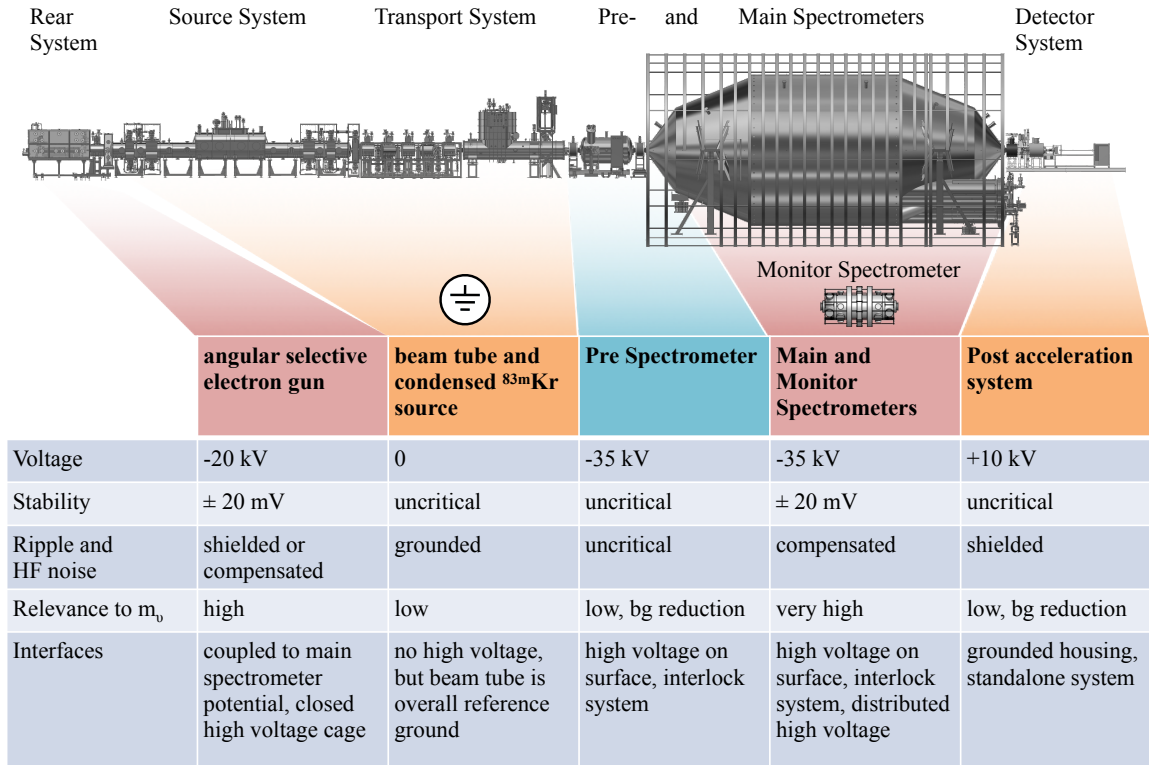 Rear System
Source System
Transport System
Pre- and Main Spectrometers
Detector System
Monitor Spectrometer
angular selective
electron gun
beam tube and
condensed ⁸³ᵐKr
source
Pre Spectrometer
Main and
Monitor
Spectrometers
Post acceleration
system
Voltage
-20 kV
0
-35 kV
-35 kV
+10 kV
Stability
± 20 mV
uncritical
uncritical
± 20 mV
uncritical
Ripple and
HF noise
shielded or
compensated
grounded
uncritical
compensated
shielded
Relevance to mᵤ
high
low
low, bg reduction
very high
low, bg reduction
Interfaces
coupled to main
spectrometer
potential, closed
high voltage cage
no high voltage,
but beam tube is
overall reference
ground
high voltage on
surface, interlock
system
high voltage on
surface, interlock
system, distributed
high voltage
grounded housing,
standalone system